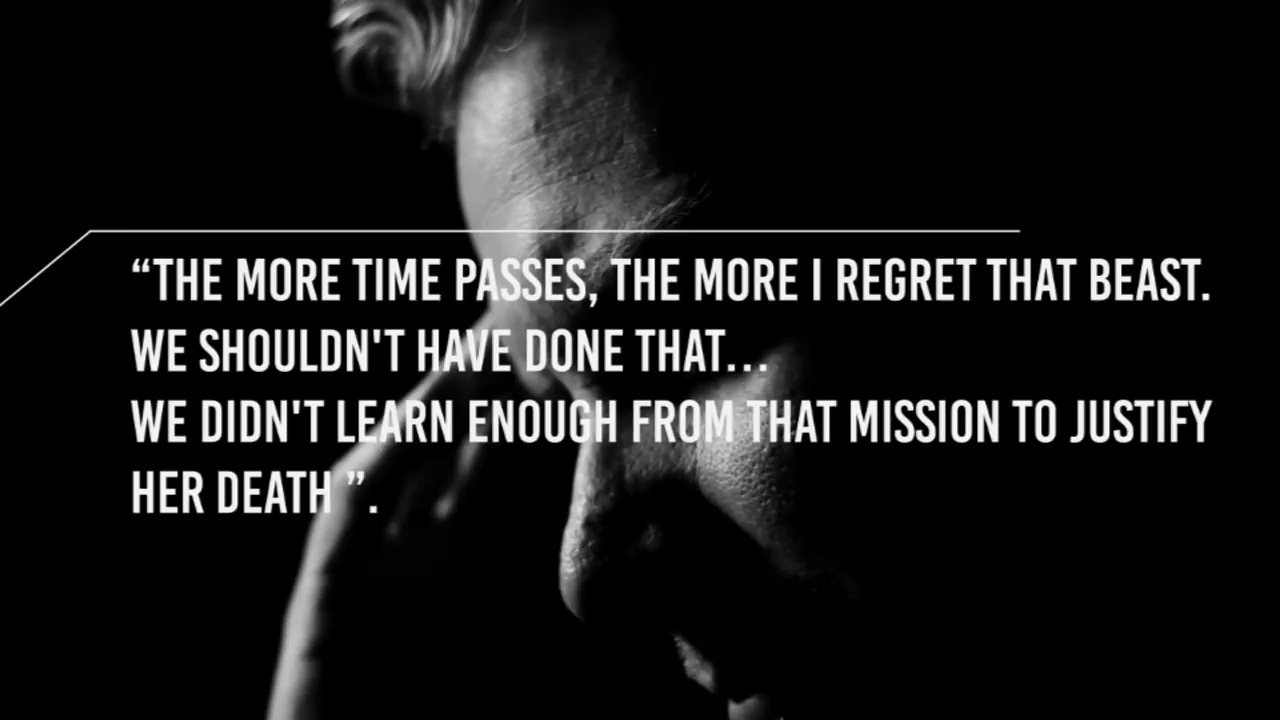 “THE MORE TIME PASSES, THE MORE I REGRET THAT BEAST.
WE SHOULDN'T HAVE DONE THAT...
WE DIDN'T LEARN ENOUGH FROM THAT MISSION TO JUSTIFY
HER DEATH ”.